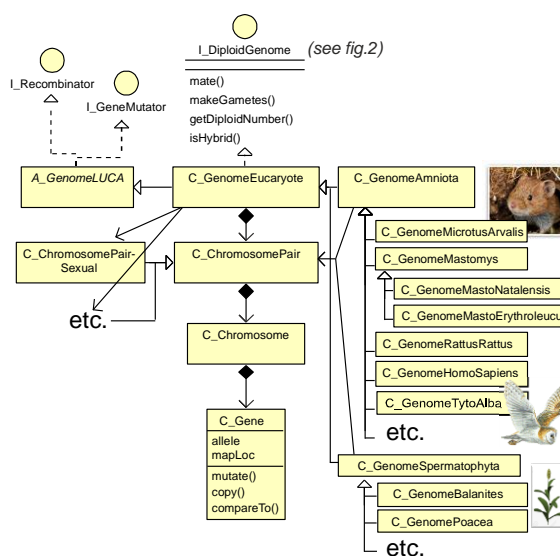 I_DiploidGenome
(see fig.2)
I_Recombinator
I_GeneMutator
mate()
makeGametes()
getDiploidNumber()
isHybrid()
A_GenomeLUCA
C_GenomeEucaryote
C_GenomeAmniota
C_ChromosomePair-
Sexual
C_ChromosomePair
etc.
C_Chromosome
C_Gene
allele
mapLoc
mutate()
copy()
compareTo()
C_GenomeMicrotusArvalis
C_GenomeMastomys
C_GenomeMastoNatalensis
C_GenomeMastoErythroleucu
C_GenomeRattusRattus
C_GenomeHomoSapiens
C_GenomeTytoAlba
etc.
C_GenomeSpermatophyta
C_GenomeBalanites
C_GenomePoacea
etc.